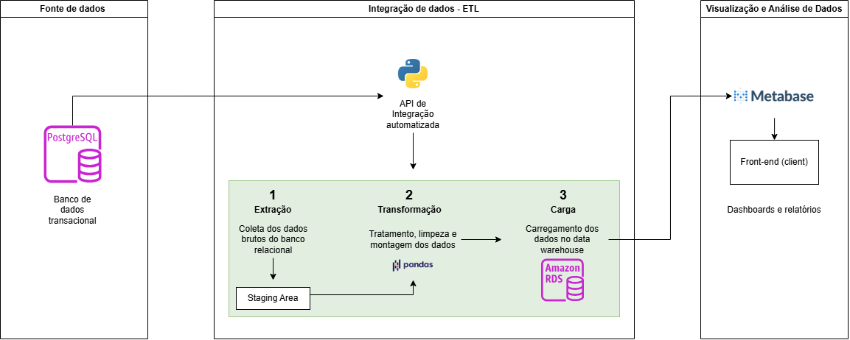 Fonte de dados
PostgreSQL
Banco de
dados
transacional
Integração de dados - ETL
API de
Integração
automatizada
1
Extração
Coleta dos dados
brutos do banco
relacional
Staging Area
2
Transformação
Tratamento, limpeza e
montagem dos dados
pandas
3
Carga
Carregamento dos
dados no data
warehouse
Amazon
RDS
Visualização e Análise de Dados
Metabase
Front-end (client)
Dashboards e relatórios